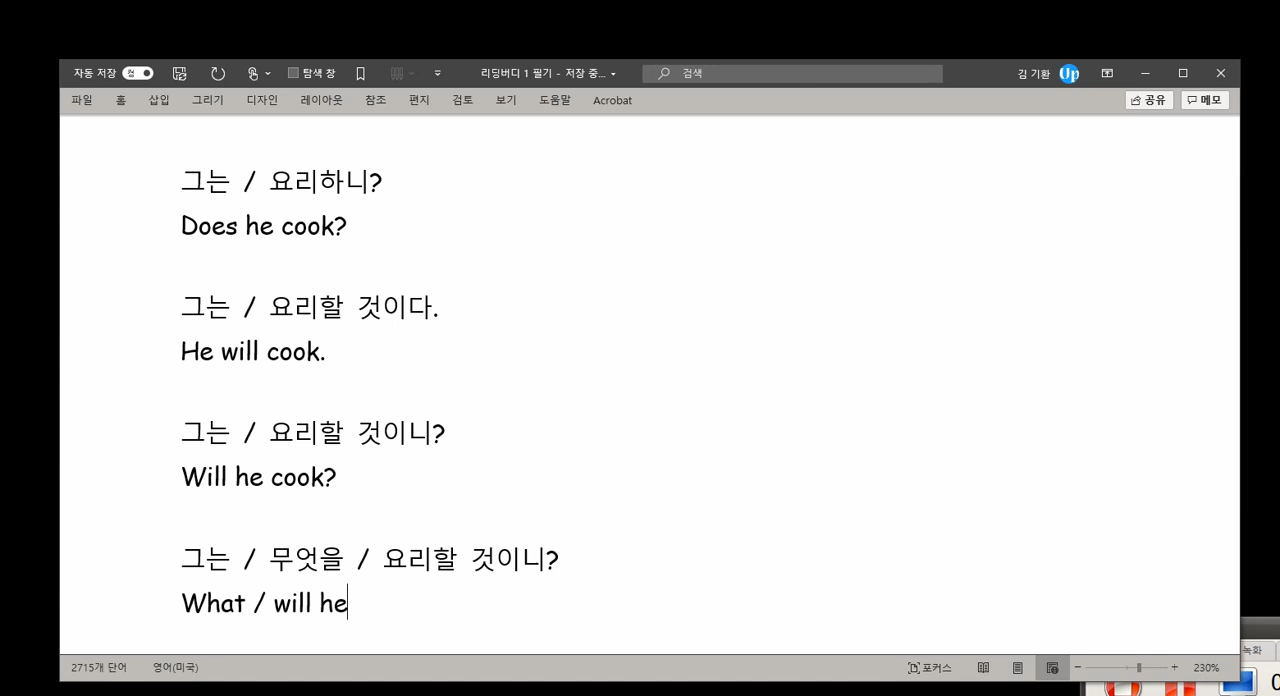 자동 저장 컴 탐색 창 리딩버디 1 필기 - 저장 중... 검색 김 기환 Up
파일 홈 삽입 그리기 디자인 레이아웃 참조 편지 검토 보기 도움말 Acrobat 공유 메모
그는 / 요리하니?
Does he cook?
그는 / 요리할 것이다.
He will cook.
그는 / 요리할 것이니?
Will he cook?
그는 / 무엇을 / 요리할 것이니?
What / will he
2715개 단어 영어(미국) 포커스 - + 230%
녹화